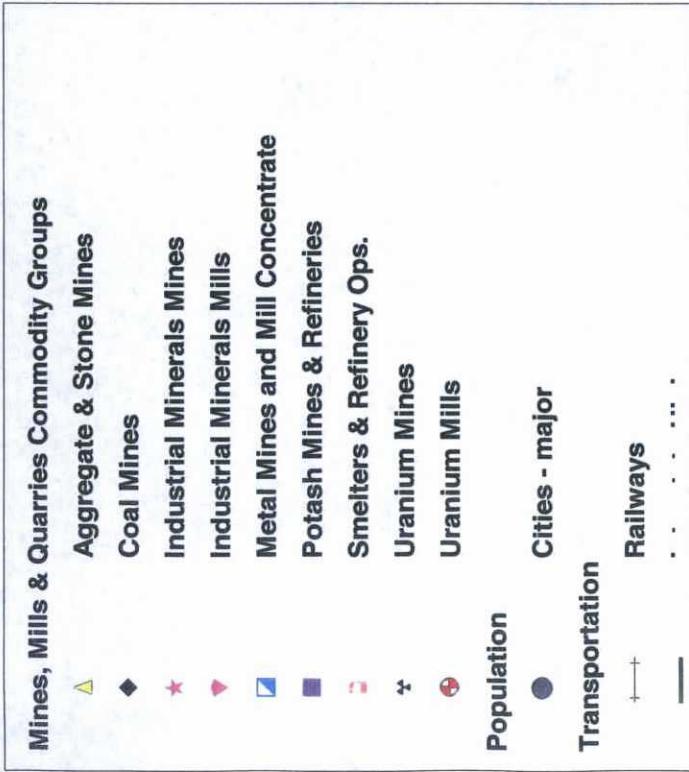 Mines, Mills & Quarries Commodity Groups
Aggregate & Stone Mines
Coal Mines
Industrial Minerals Mines
Industrial Minerals Mills
Metal Mines and Mill Concentrate
Potash Mines & Refineries
Smelters & Refinery Ops.
Uranium Mines
Uranium Mills
Population
Cities - major
Transportation
Railways